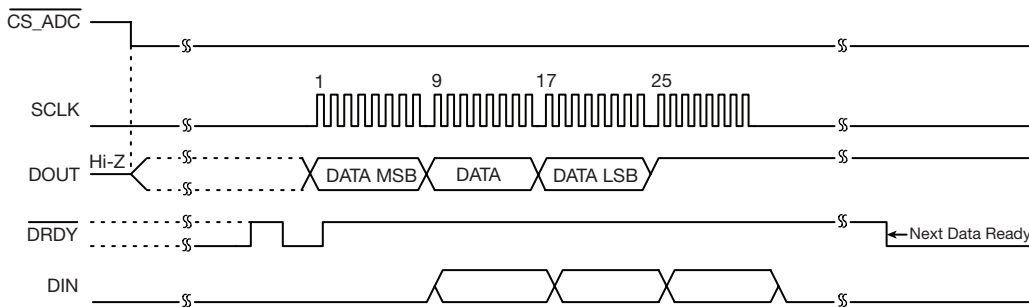 CS_ADC
1 9 17 25
SCLK
Hi-Z
DOUT
DATA MSB DATA DATA LSB
DRDY
Next Data Ready
DIN